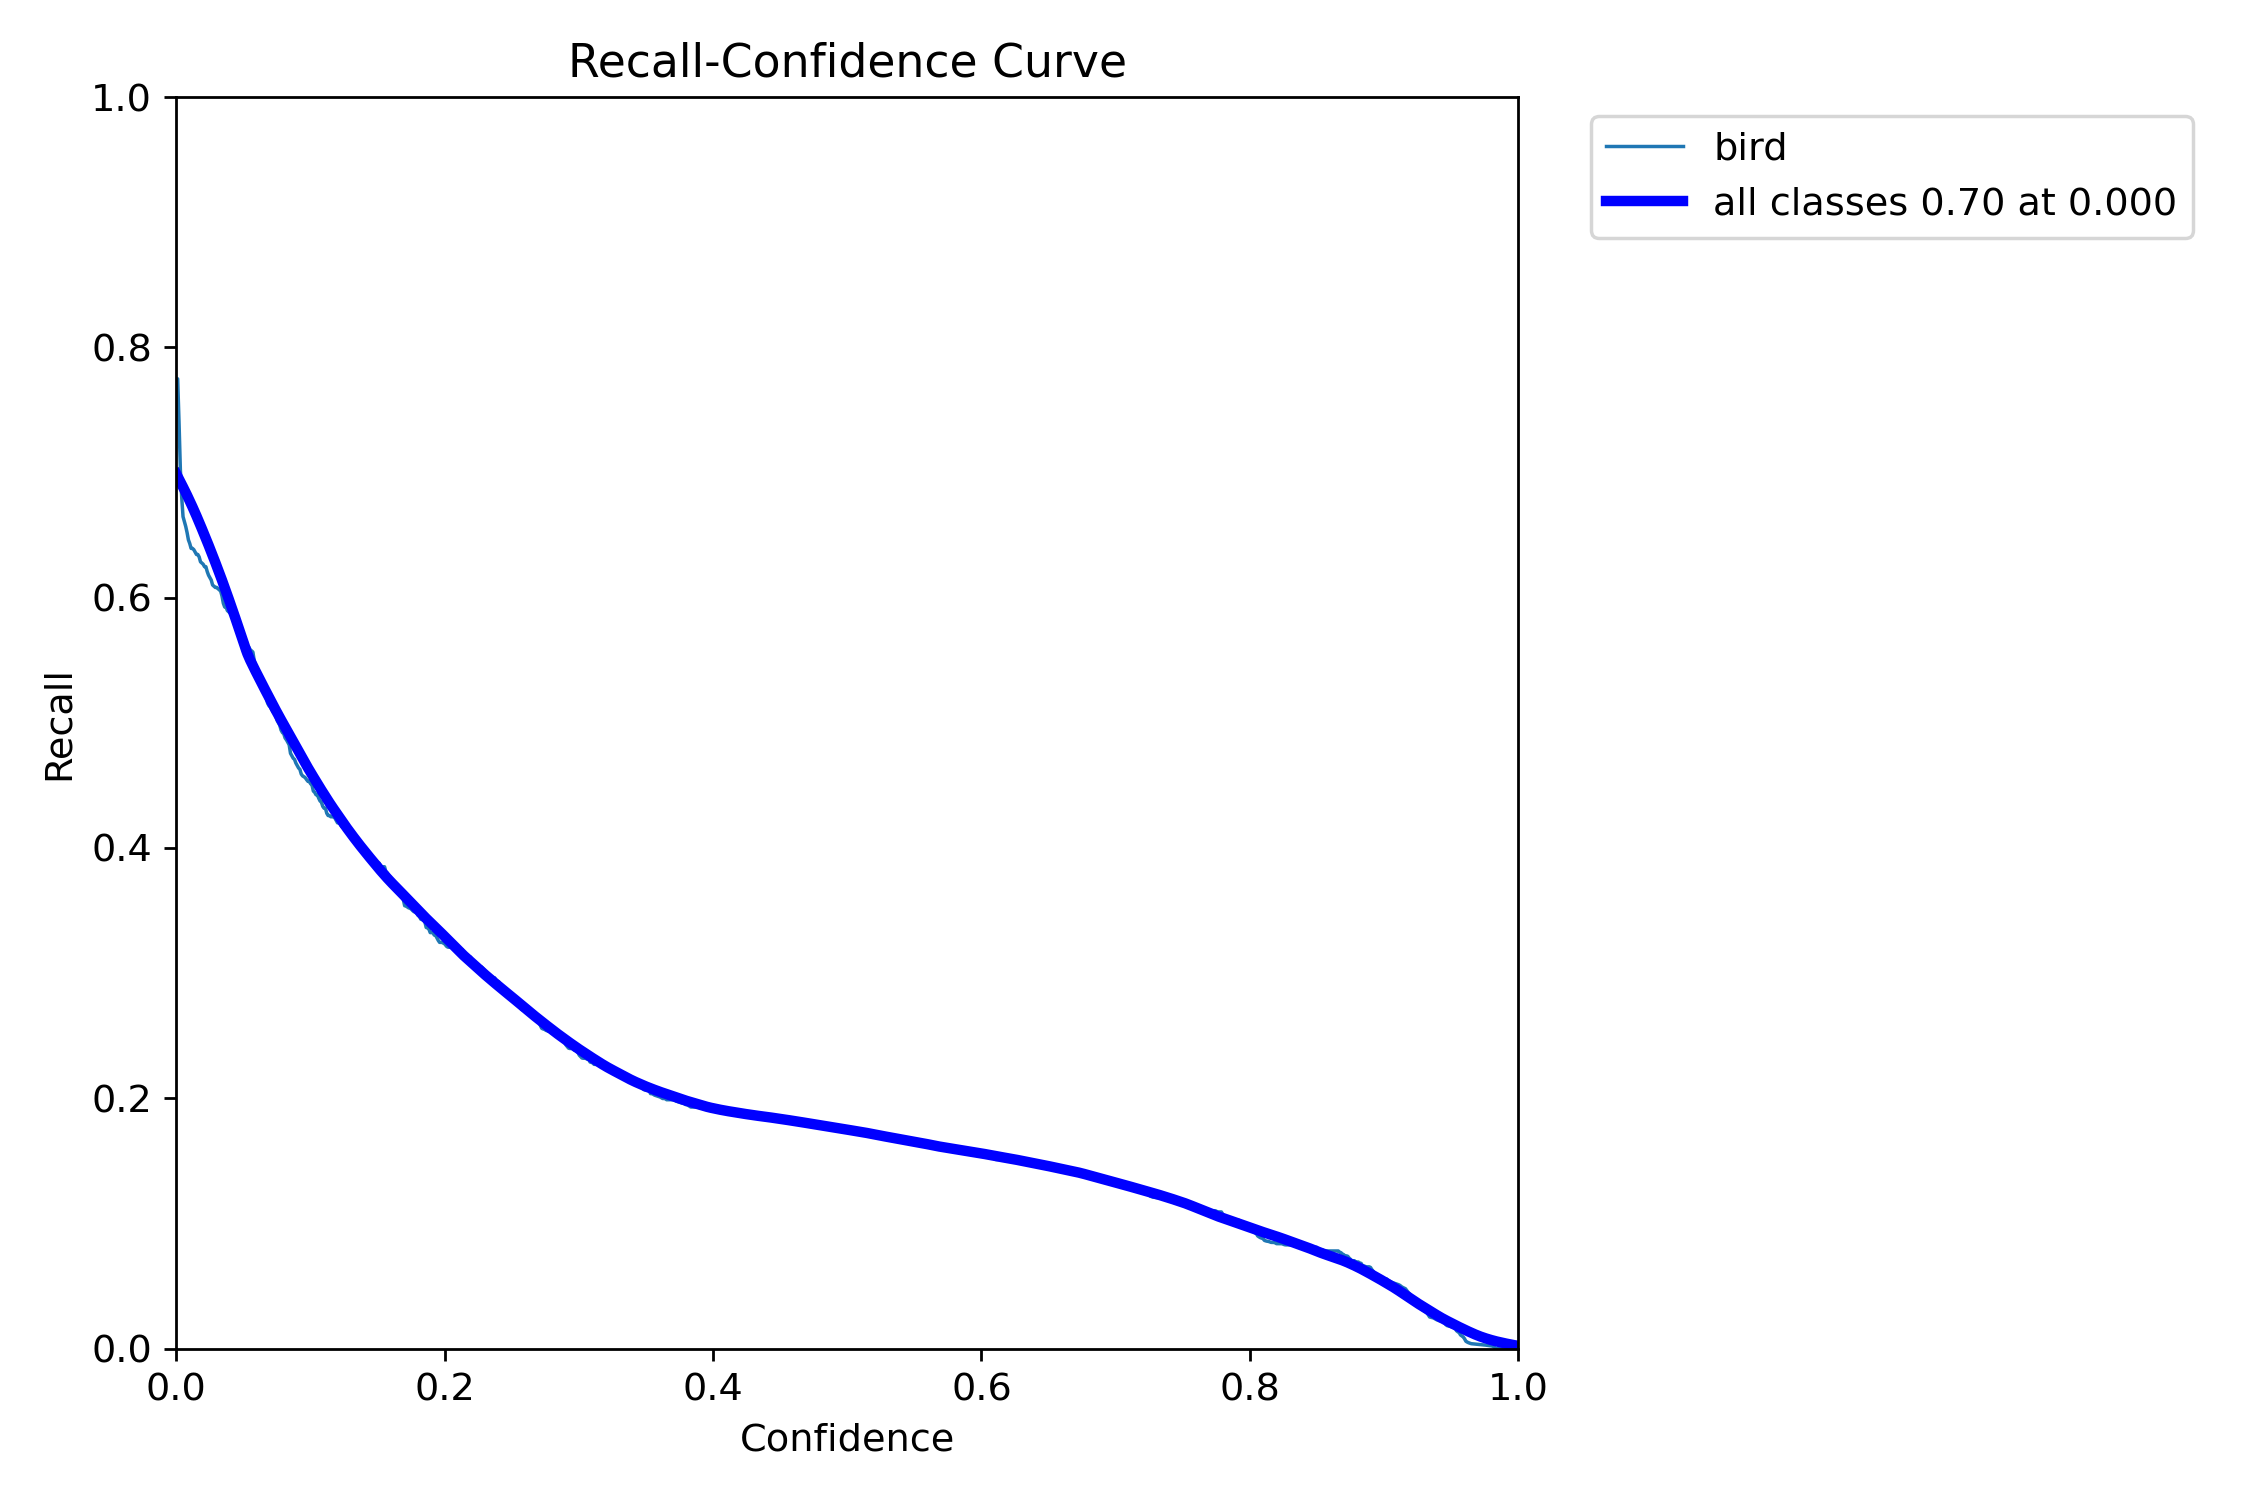 Recall-Confidence Curve
1.0
0.8
0.6
0.4
0.2
0.0
Recall
0.0 0.2 0.4 0.6 0.8 1.0
Confidence
bird
all classes 0.70 at 0.000